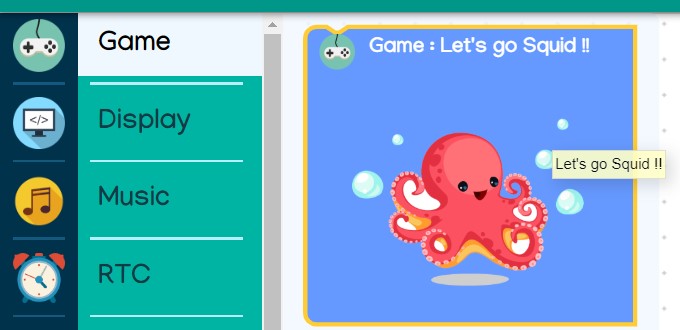 Game
Game : Let's go Squid !!
Display
</>
Let's go Squid !!
Music
RTC